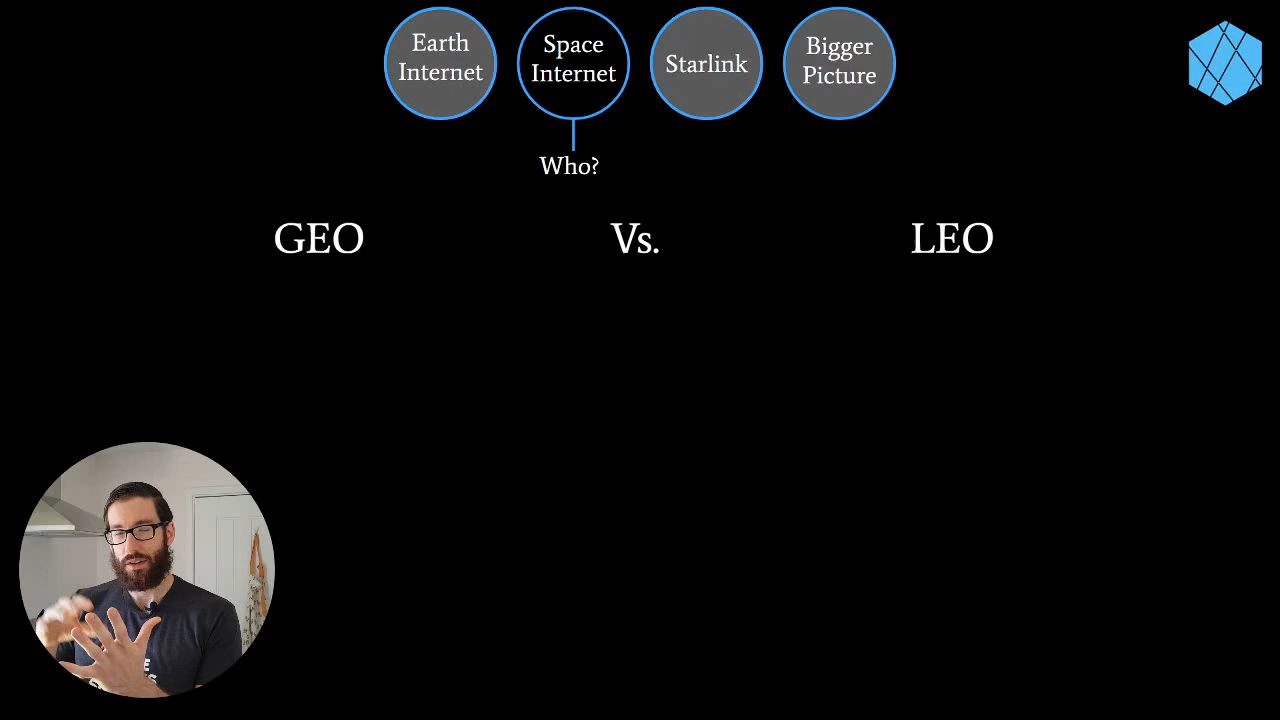 Earth
Internet
Space
Internet
Starlink
Bigger
Picture
Who?
GEO
Vs.
LEO